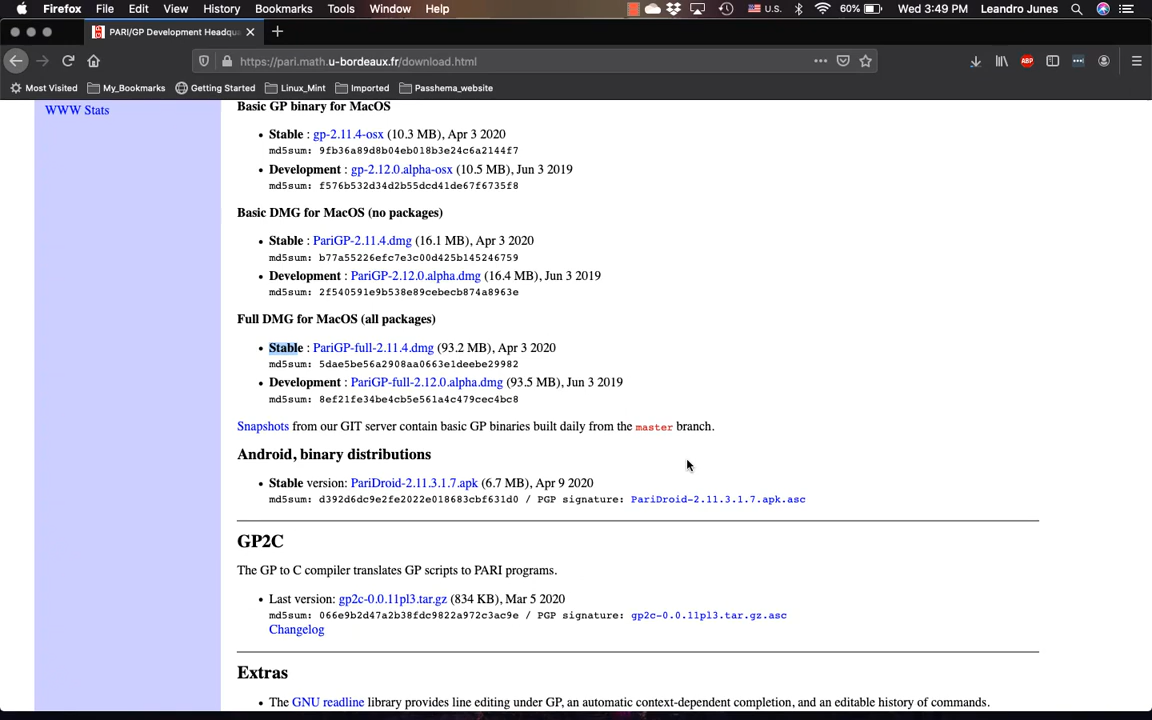 Firefox File Edit View History Bookmarks Tools Window Help U.S. 60% Wed 3:49 PM Leandro Junes
PARI/GP Development Headqua
https://pari.math.u-bordeaux.fr/download.html
Most Visited My_Bookmarks Getting Started Linux_Mint Imported Passhema_website
WWW Stats
Basic GP binary for MacOS
• Stable : gp-2.11.4-osx (10.3 MB), Apr 3 2020
md5sum: 9fb36a89d8b04eb018b3e24c6a2144f7
• Development : gp-2.12.0.alpha-osx (10.5 MB), Jun 3 2019
md5sum: f576b532d34d2b55dcd41de67f6735f8
Basic DMG for MacOS (no packages)
• Stable : PariGP-2.11.4.dmg (16.1 MB), Apr 3 2020
md5sum: b77a55226efc7e3c00d425b145246759
• Development : PariGP-2.12.0.alpha.dmg (16.4 MB), Jun 3 2019
md5sum: 2f540591e9b538e89cebecb874a8963e
Full DMG for MacOS (all packages)
• Stable : PariGP-full-2.11.4.dmg (93.2 MB), Apr 3 2020
md5sum: 5dae5be56a2908aa0663e1deebe29982
• Development : PariGP-full-2.12.0.alpha.dmg (93.5 MB), Jun 3 2019
md5sum: 8ef21fe34be4cb5e561a4c479cec4bc8
Snapshots from our GIT server contain basic GP binaries built daily from the master branch.
Android, binary distributions
• Stable version: PariDroid-2.11.3.1.7.apk (6.7 MB), Apr 9 2020
md5sum: d392d6dc9e2fe2022e018683cbf631d0 / PGP signature: PariDroid-2.11.3.1.7.apk.asc
GP2C
The GP to C compiler translates GP scripts to PARI programs.
• Last version: gp2c-0.0.11pl3.tar.gz (834 KB), Mar 5 2020
md5sum: 066e9b2d47a2b38fdc9822a972c3ac9e / PGP signature: gp2c-0.0.11pl3.tar.gz.asc
Changelog
Extras
• The GNU readline library provides line editing under GP, an automatic context-dependent completion, and an editable history of commands.